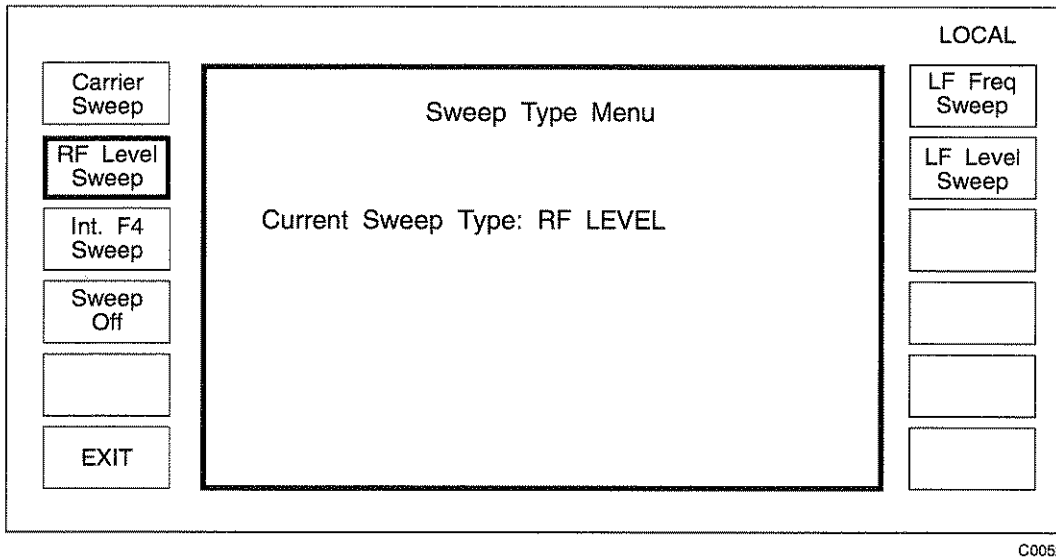 LOCAL
Carrier
Sweep
RF Level
Sweep
Int. F4
Sweep
Sweep
Off
EXIT
Sweep Type Menu
Current Sweep Type: RF LEVEL
LF Freq
Sweep
LF Level
Sweep